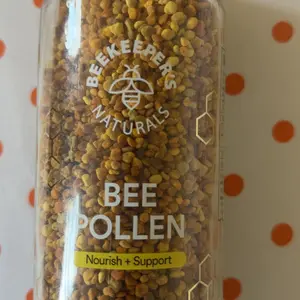 BEEKEEPER'S
NATURALS
BEE
POLLEN
Nourish + Support